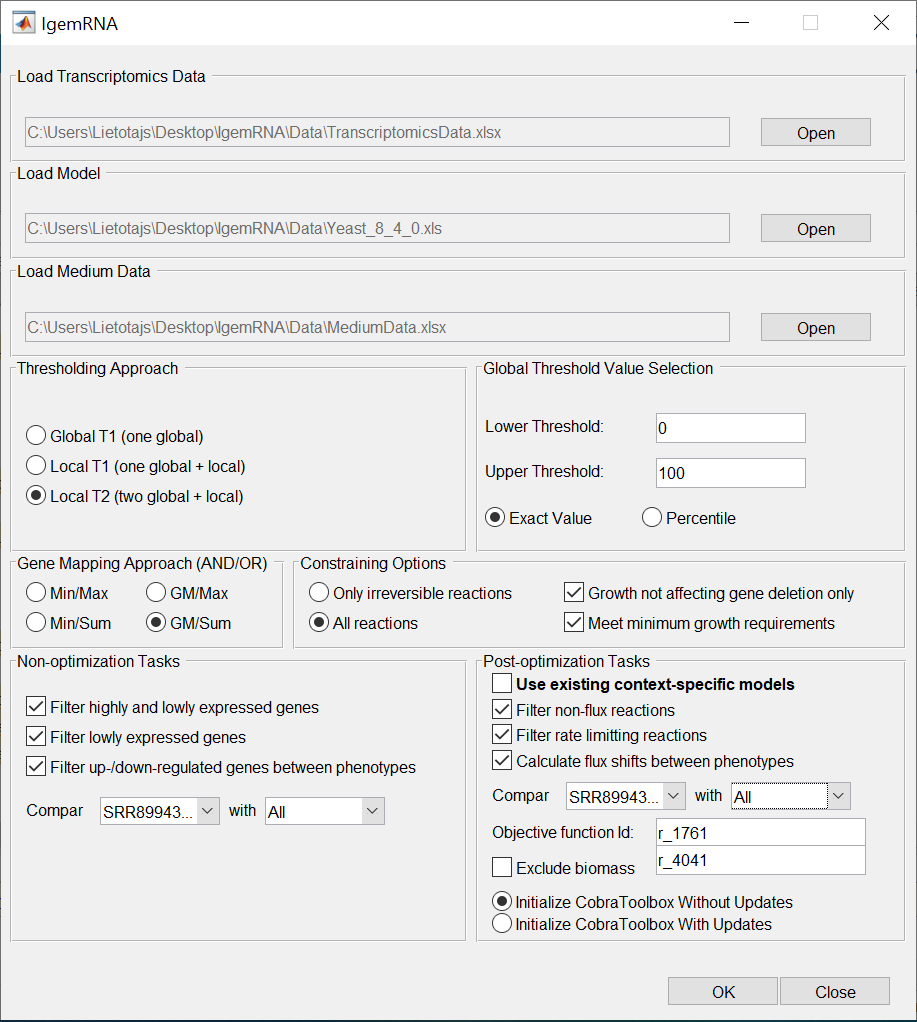 IgemRNA
Load Transcriptomics Data
C:\Users\Lietotajs\Desktop\IgemRNA\Data\TranscriptomicsData.xlsx
Open
Load Model
C:\Users\Lietotajs\Desktop\IgemRNA\Data\Yeast_8_4_0.xls
Open
Load Medium Data
C:\Users\Lietotajs\Desktop\IgemRNA\Data\MediumData.xlsx
Open
Thresholding Approach
Global T1 (one global)
Local T1 (one global + local)
Local T2 (two global + local)
Global Threshold Value Selection
Lower Threshold: 0
Upper Threshold: 100
Exact Value Percentile
Gene Mapping Approach (AND/OR)
Min/Max GM/Max
Min/Sum GM/Sum
Constraining Options
Only irreversible reactions Growth not affecting gene deletion only
All reactions Meet minimum growth requirements
Non-optimization Tasks
Filter highly and lowly expressed genes
Filter lowly expressed genes
Filter up-/down-regulated genes between phenotypes
Compar SRR89943... with All
Post-optimization Tasks
Use existing context-specific models
Filter non-flux reactions
Filter rate limitting reactions
Calculate flux shifts between phenotypes
Compar SRR89943... with All
Objective function Id: r_1761
Exclude biomass r_4041
Initialize CobraToolbox Without Updates
Initialize CobraToolbox With Updates
OK Close